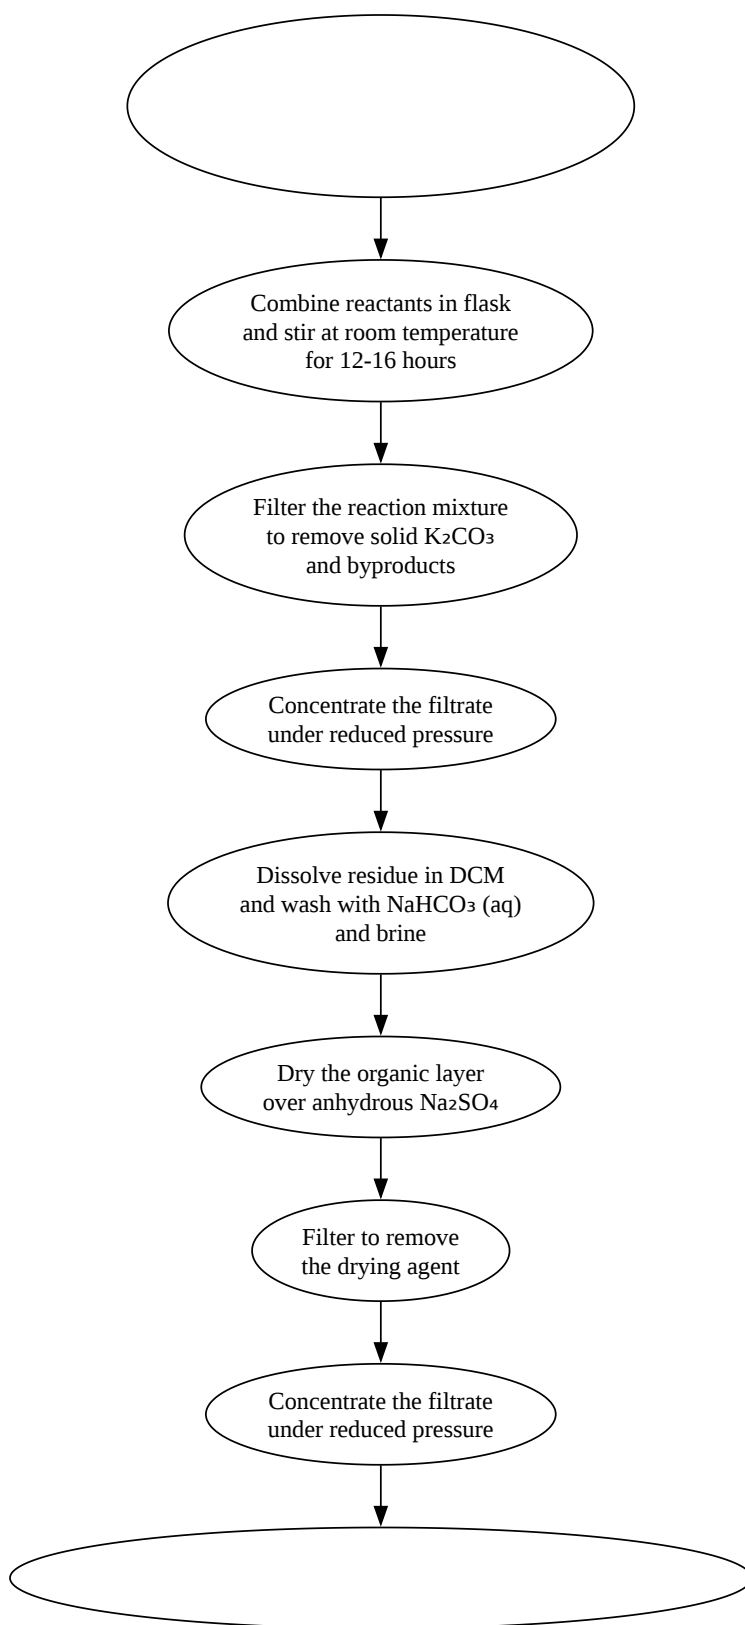 Combine reactants in flask
and stir at room temperature
for 12-16 hours
Filter the reaction mixture
to remove solid K₂CO₃
and byproducts
Concentrate the filtrate
under reduced pressure
Dissolve residue in DCM
and wash with NaHCO₃ (aq)
and brine
Dry the organic layer
over anhydrous Na₂SO₄
Filter to remove
the drying agent
Concentrate the filtrate
under reduced pressure